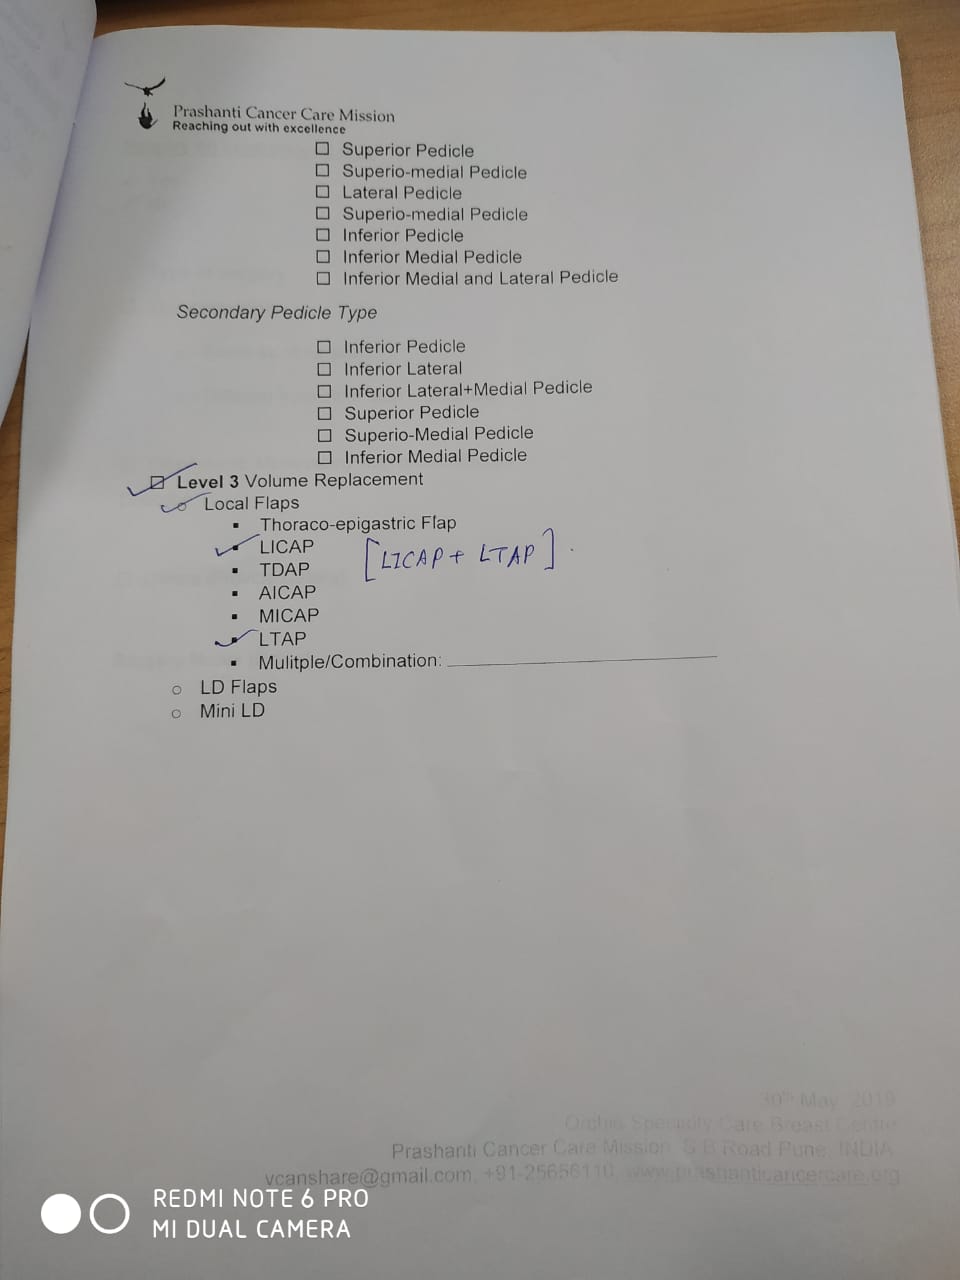 Prashanti Cancer Care Mission
Reaching out with excellence
☐ Superior Pedicle
☐ Superio-medial Pedicle
☐ Lateral Pedicle
☐ Superio-medial Pedicle
☐ Inferior Pedicle
☐ Inferior Medial Pedicle
☐ Inferior Medial and Lateral Pedicle
Secondary Pedicle Type
☐ Inferior Pedicle
☐ Inferior Lateral
☐ Inferior Lateral+Medial Pedicle
☐ Superior Pedicle
☐ Superio-Medial Pedicle
☐ Inferior Medial Pedicle
☑ Level 3 Volume Replacement
✓ Local Flaps
▪ Thoraco-epigastric Flap
✓ LICAP [LICAP + LTAP].
▪ TDAP
▪ AICAP
▪ MICAP
✓ LTAP
▪ Mulitple/Combination: ____________________
○ LD Flaps
○ Mini LD
30th May, 2019
Orchids Speciality Care Breast Centre
Prashanti Cancer Care Mission, S B Road Pune, INDIA
vcanshare@gmail.com, +91-25656110, www.prashanticancercare.org
REDMI NOTE 6 PRO
MI DUAL CAMERA